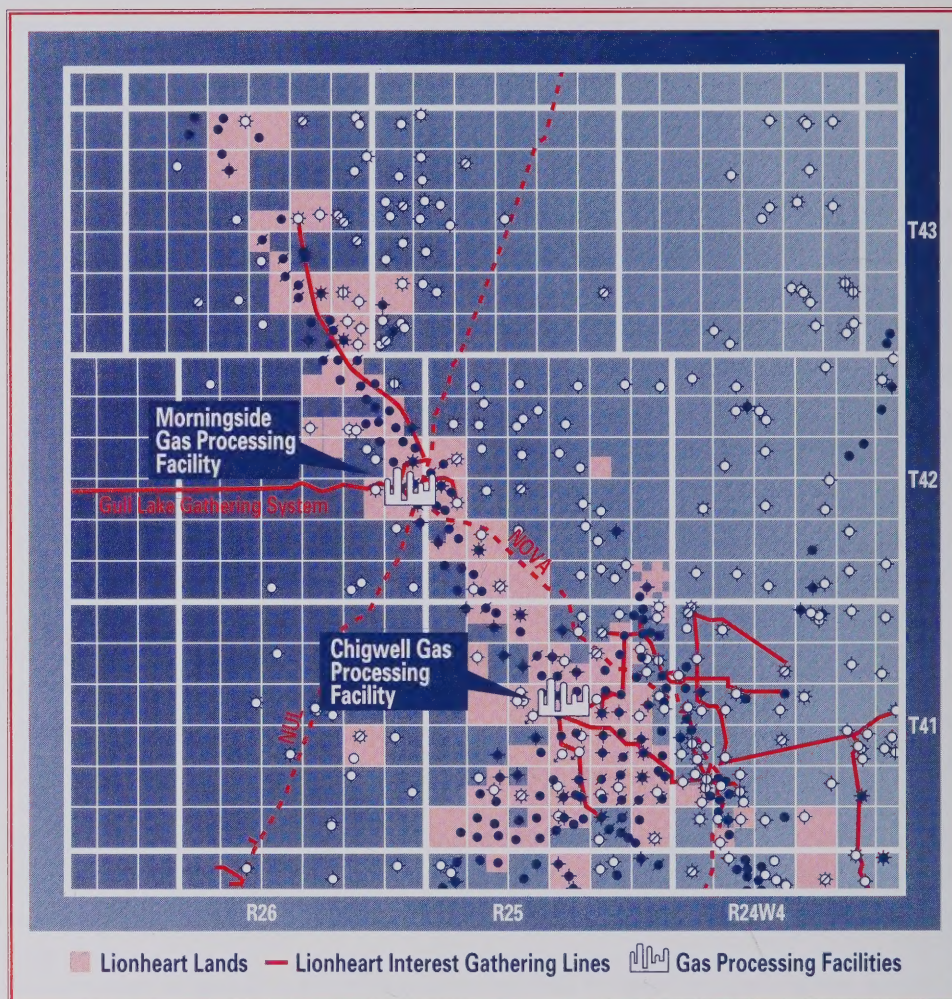 T43
Morningside
Gas Processing
Facility
T42
Gull Lake Gathering System
NOVA
Chigwell Gas
Processing
Facility
NUL
T41
R26
R25
R24W4
Lionheart Lands
Lionheart Interest Gathering Lines
Gas Processing Facilities